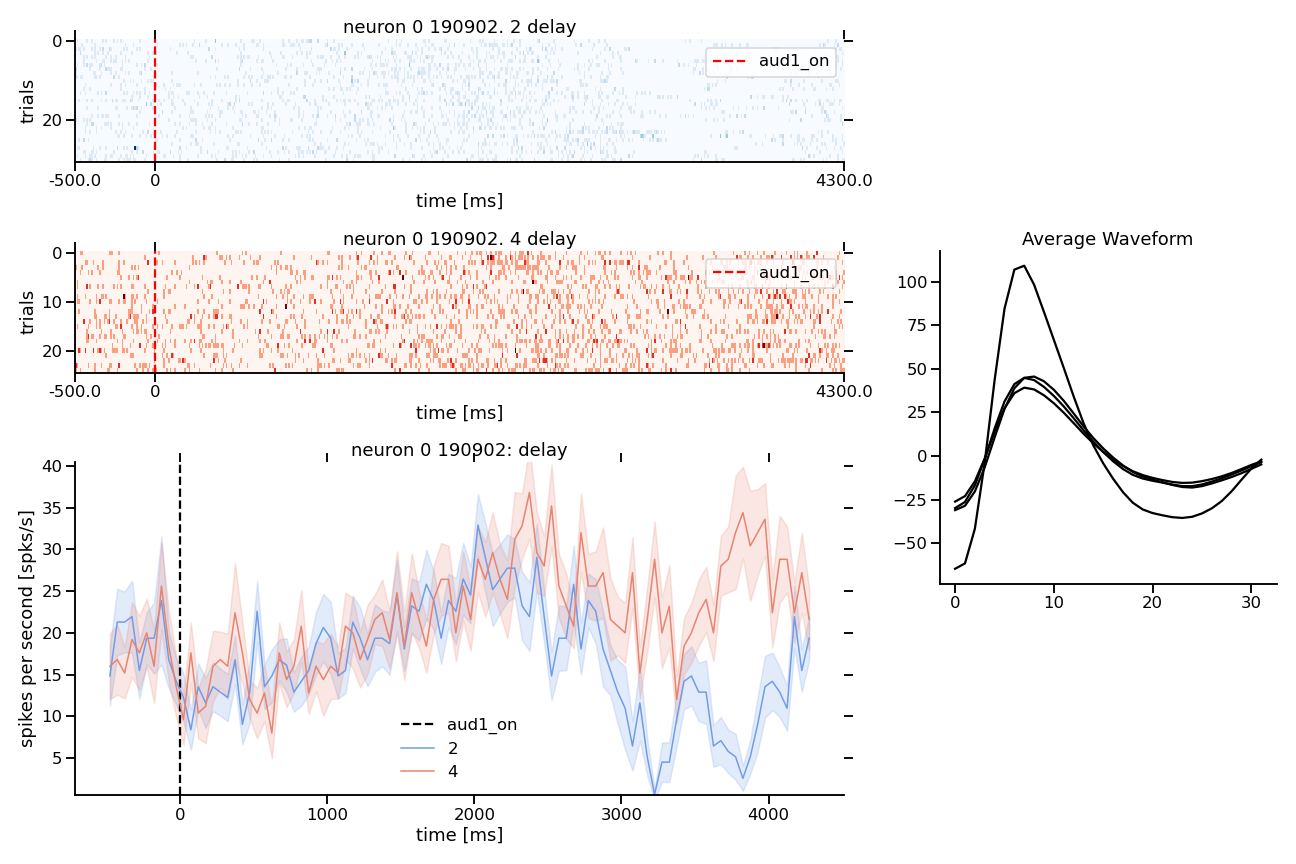 neuron 0 190902. 2 delay
0
20
trials
aud1_on
-500.0 0 4300.0
time [ms]
neuron 0 190902. 4 delay
0
10
20
trials
aud1_on
-500.0 0 4300.0
time [ms]
neuron 0 190902: delay
40
35
30
25
20
15
10
5
spikes per second [spks/s]
aud1_on
2
4
0 1000 2000 3000 4000
time [ms]
Average Waveform
100
75
50
25
0
−25
−50
0 10 20 30